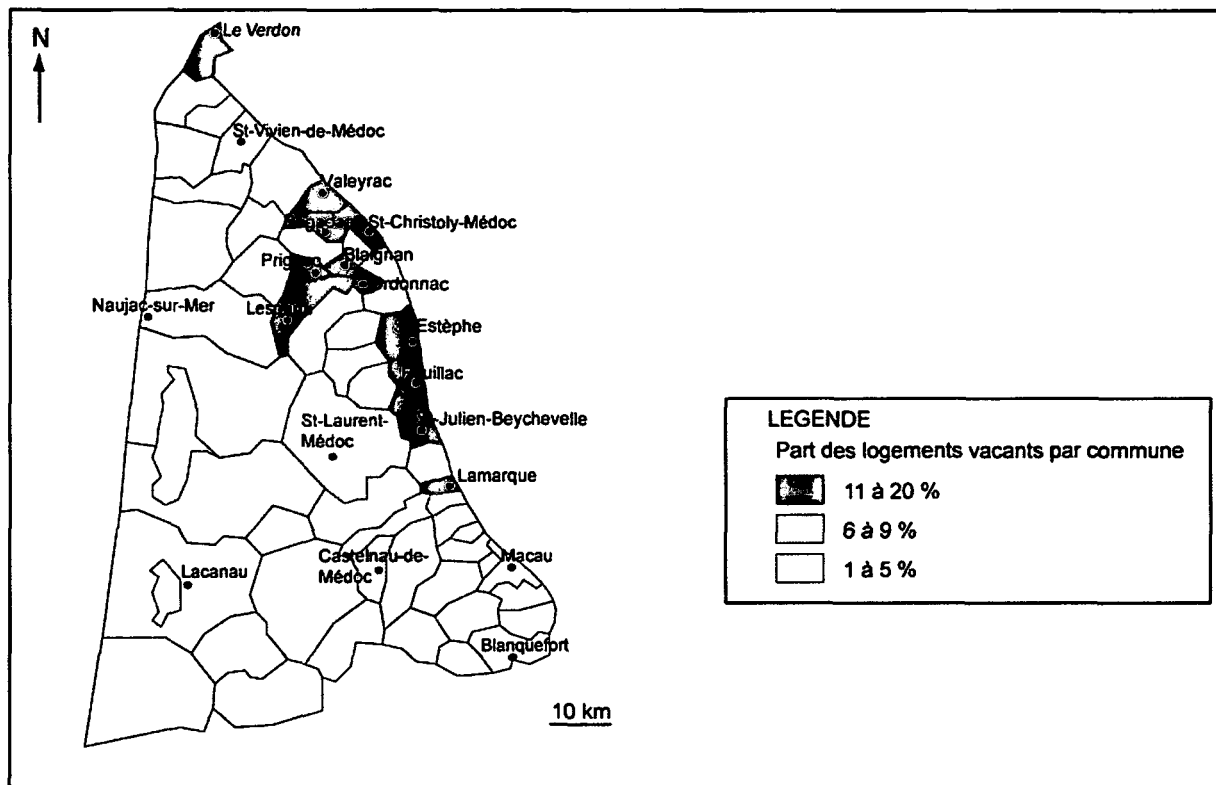 N
Le Verdon
St-Vivien-de-Médoc
Valeyrac
St-Christoly-Médoc
Blaignan
Naujac-sur-Mer
Estèphe
-Julien-Beychevelle
St-Laurent-
Médoc
Lamarque
Castelnau-de-
Médoc
Macau
Lacanau
Blanquefort
10 km
LEGENDE
Part des logements vacants par commune
11 à 20 %
6 à 9 %
1 à 5 %